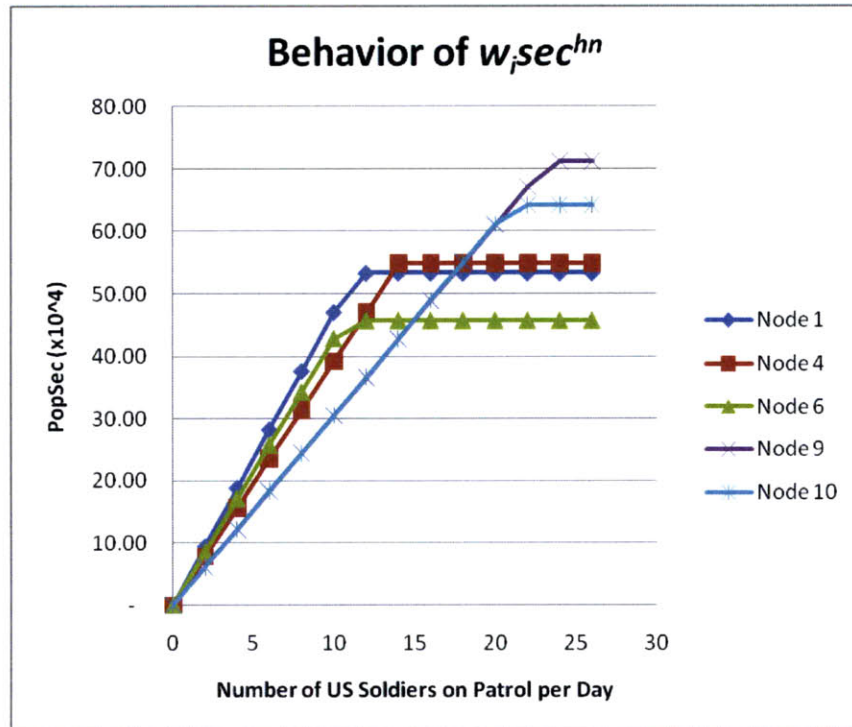 Behavior of wᵢsecʰⁿ
80.00
70.00
60.00
50.00
40.00
30.00
20.00
10.00
-
0 5 10 15 20 25 30
PopSec (x10^4)
Number of US Soldiers on Patrol per Day
Node 1
Node 4
Node 6
Node 9
Node 10